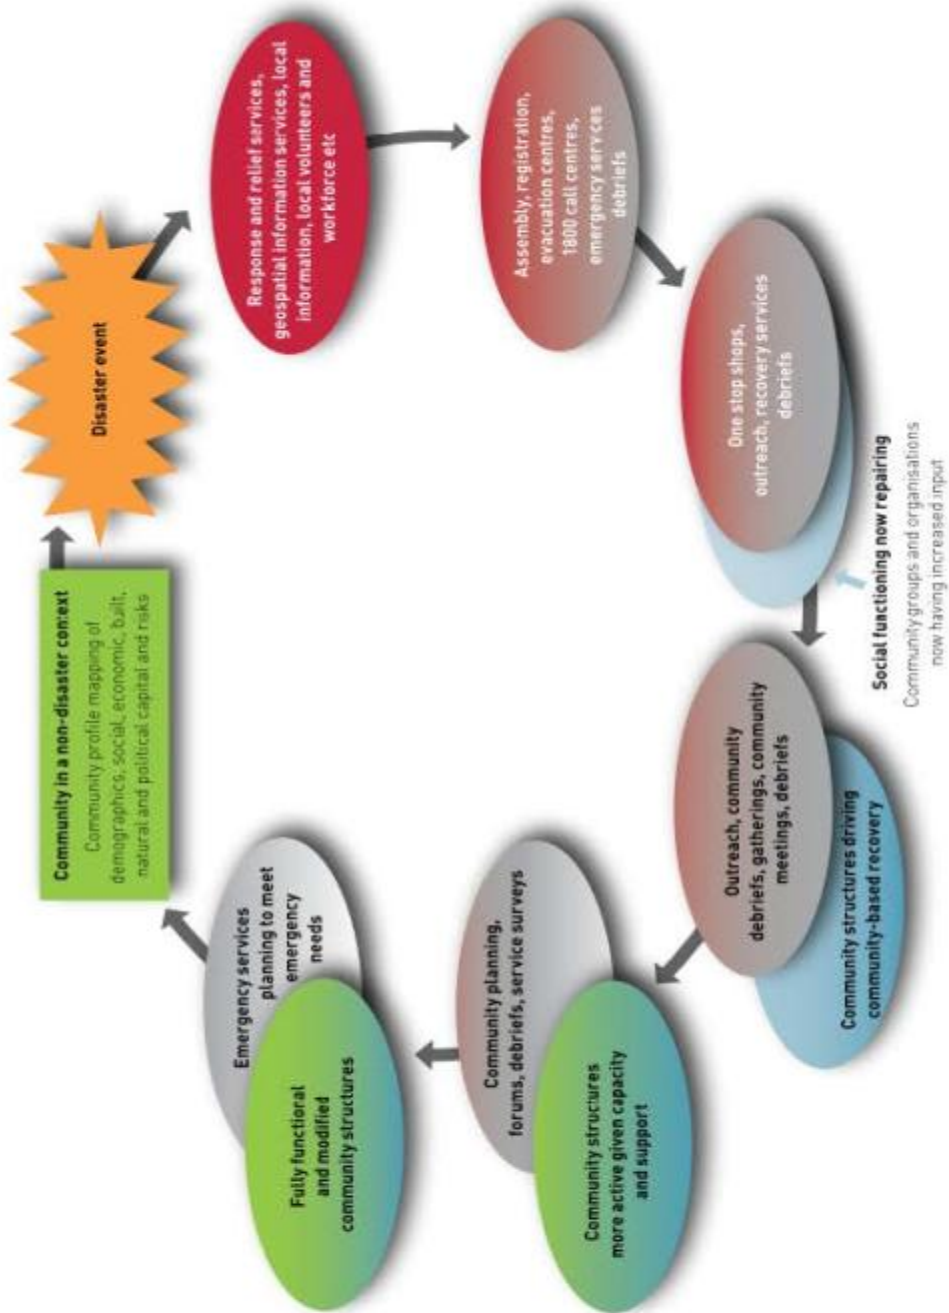 Community in a non-disaster context
Community profile mapping of
demographics, social, economic, built,
natural and political capital and risks
Disaster event
Response and relief services,
geospatial information services, local
information, local volunteers and
workforce etc
Assembly, registration,
evacuation centres,
1800 call centres,
emergency services
debriefs
One stop shops,
outreach, recovery services
debriefs
Social functioning now repairing
Community groups and organisations
now having increased input
Outreach, community
debriefs, gatherings, community
meetings, debriefs
Community structures driving
community-based recovery
Community planning,
forums, debriefs, service surveys
Community structures
more active given capacity
and support
Emergency services
planning to meet
emergency
needs
Fully functional
and modified
community structures